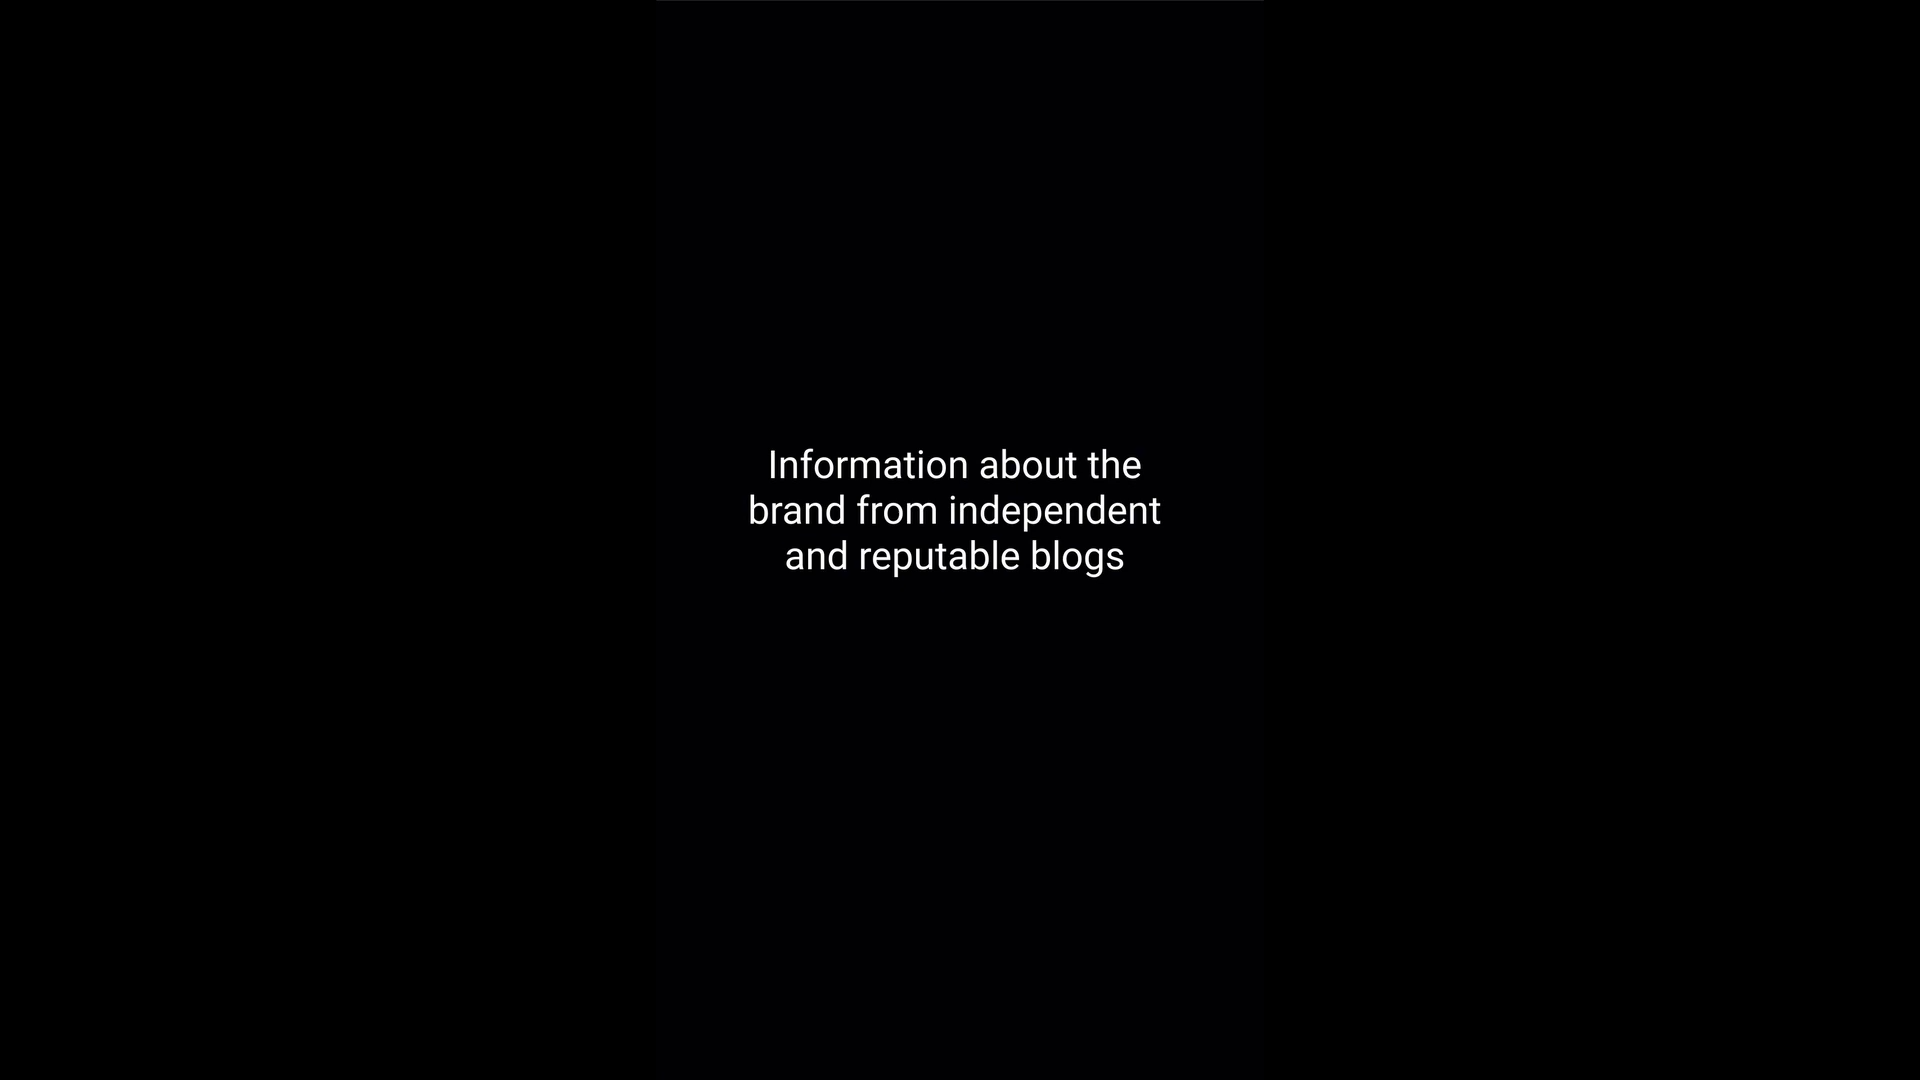 Information about the
brand from independent
and reputable blogs